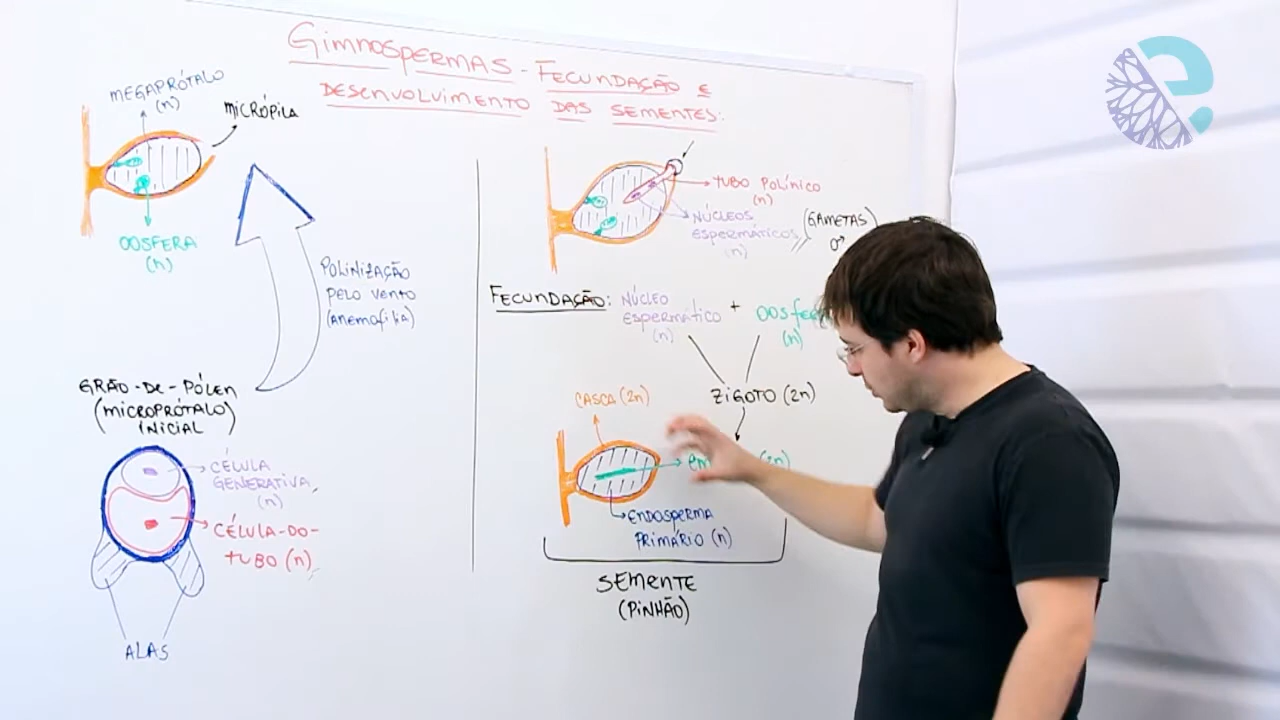 GIMNOSPERMAS - FECUNDAÇÃO E
DESENVOLVIMENTO DAS SEMENTES:
MEGAPRÓTALO
(n)
MICRÓPILA
OOSFERA
(n)
POLINIZAÇÃO
PELO VENTO
(ANEMOFILIA)
GRÃO-DE-PÓLEN
(MICROPRÓTALO)
INICIAL
CÉLULA
GENERATIVA
(n)
CÉLULA-DO-
TUBO (n)
ALAS
TUBO POLÍNICO
(n)
NÚCLEOS
ESPERMÁTICOS
(n)
(GAMETAS
♂)
FECUNDAÇÃO: NÚCLEO
ESPERMÁTICO
(n)
+
(n)
ZIGOTO (2n)
CASCA (2n)
ENDOSPERMA
PRIMÁRIO (n)
SEMENTE
(PINHÃO)